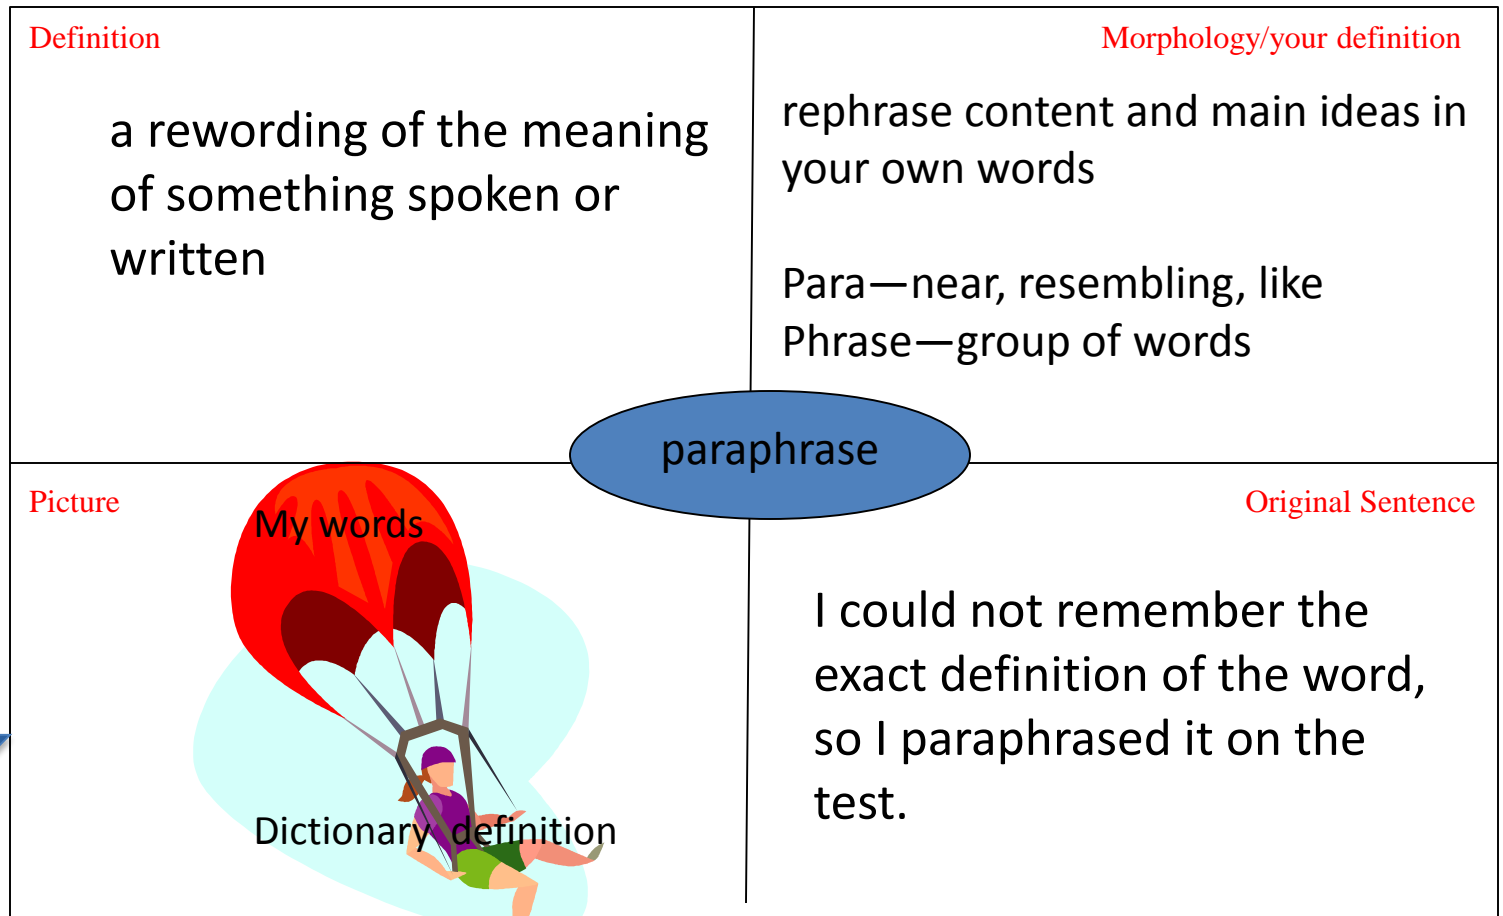 Definition
a rewording of the meaning
of something spoken or
written
Morphology/your definition
rephrase content and main ideas in
your own words
Para—near, resembling, like
Phrase—group of words
paraphrase
Picture
My words
Dictionary definition
Original Sentence
I could not remember the
exact definition of the word,
so I paraphrased it on the
test.